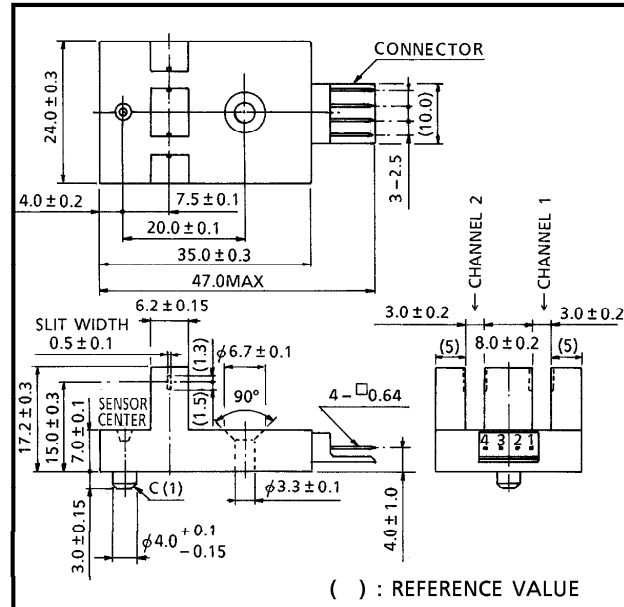 CONNECTOR
24.0 ± 0.3
(10.0)
3 – 2.5
4.0 ± 0.2
7.5 ± 0.1
20.0 ± 0.1
35.0 ± 0.3
47.0MAX
CHANNEL 2
CHANNEL 1
6.2 ± 0.15
SLIT WIDTH
0.5 ± 0.1
(1.3)
ϕ6.7 ± 0.1
3.0 ± 0.2
3.0 ± 0.2
(5)
8.0 ± 0.2
(5)
17.2 ± 0.3
15.0 ± 0.3
7.0 ± 0.1
SENSOR
CENTER
(1.5)
90°
4 – □0.64
4 3 2 1
C (1)
ϕ3.3 ± 0.1
3.0 ± 0.15
ϕ4.0 + 0.1
– 0.15
4.0 ± 1.0
( ) : REFERENCE VALUE